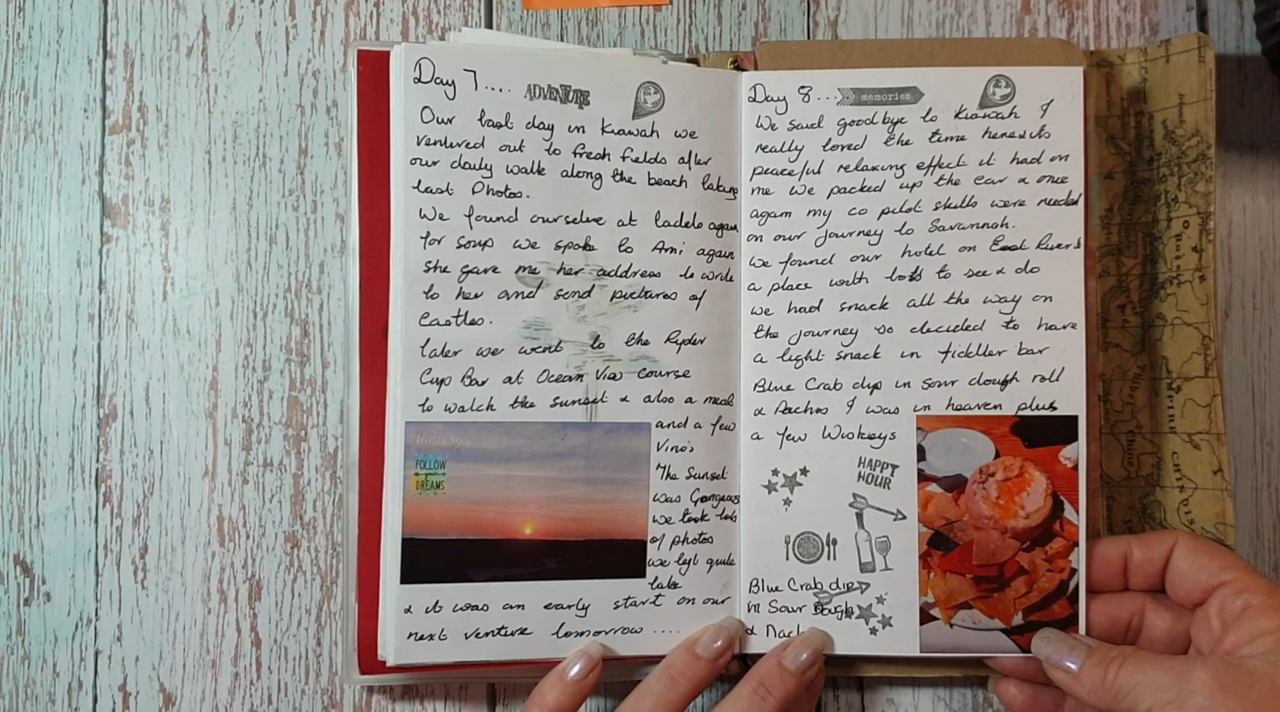 Day 7....
ADVENTURE
Our last day in Kiawah we
ventured out to fresh fields after
our daily walk along the beach taking
last Photos.
We found ourselve at Ladels again
for soup we spoke to Ami again
She gave me her address to write
to her and send pictures of
Castles.
later we went to the Ryder
Cup Bar at Ocean View course
to watch the sunset & also a meal
and a few
Vino's
The Sunset
was Gorgeous
we took lots
of photos
we left quite
late
& it was an early start on our
next venture tomorrow ....
FOLLOW
DREAMS
Day 8...
memories
We said goodbye to Kiawah I
really loved the time here & its
peaceful relaxing effect it had on
me we packed up the car & once
again my co pilot skills were needed
on our journey to Savannah.
we found our hotel on River St
a place with lots to see & do
we had snack all the way on
the journey so decided to have
a light snack in tiddler bar
Blue Crab dip in sour dough roll
& Nachos I was in heaven plus
a few Wiskeys
HAPPY
HOUR
Blue Crab dip
in Sour Dough
& Nach